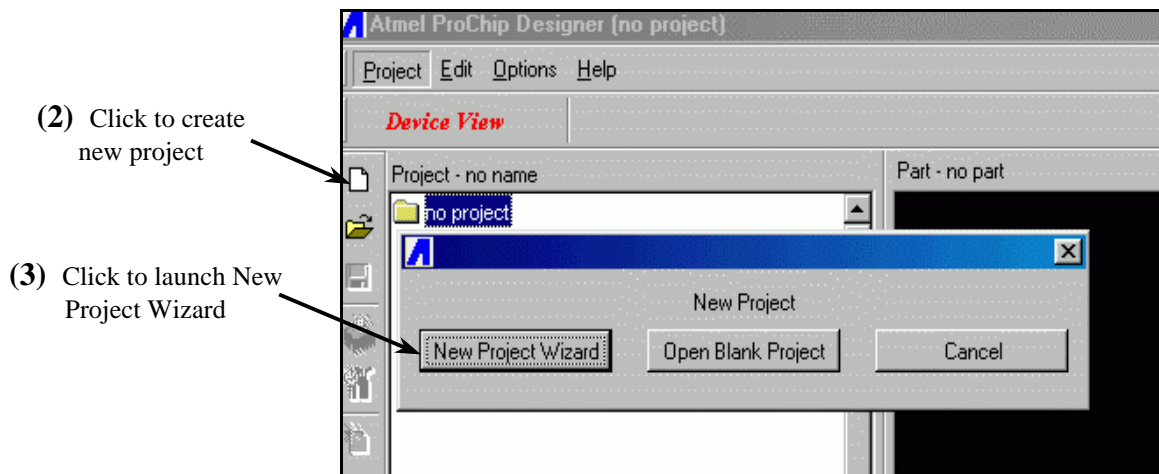 Atmel ProChip Designer (no project)
Project Edit Options Help
Device View
(2) Click to create
new project
Project - no name
Part - no part
no project
(3) Click to launch New
Project Wizard
New Project
New Project Wizard
Open Blank Project
Cancel